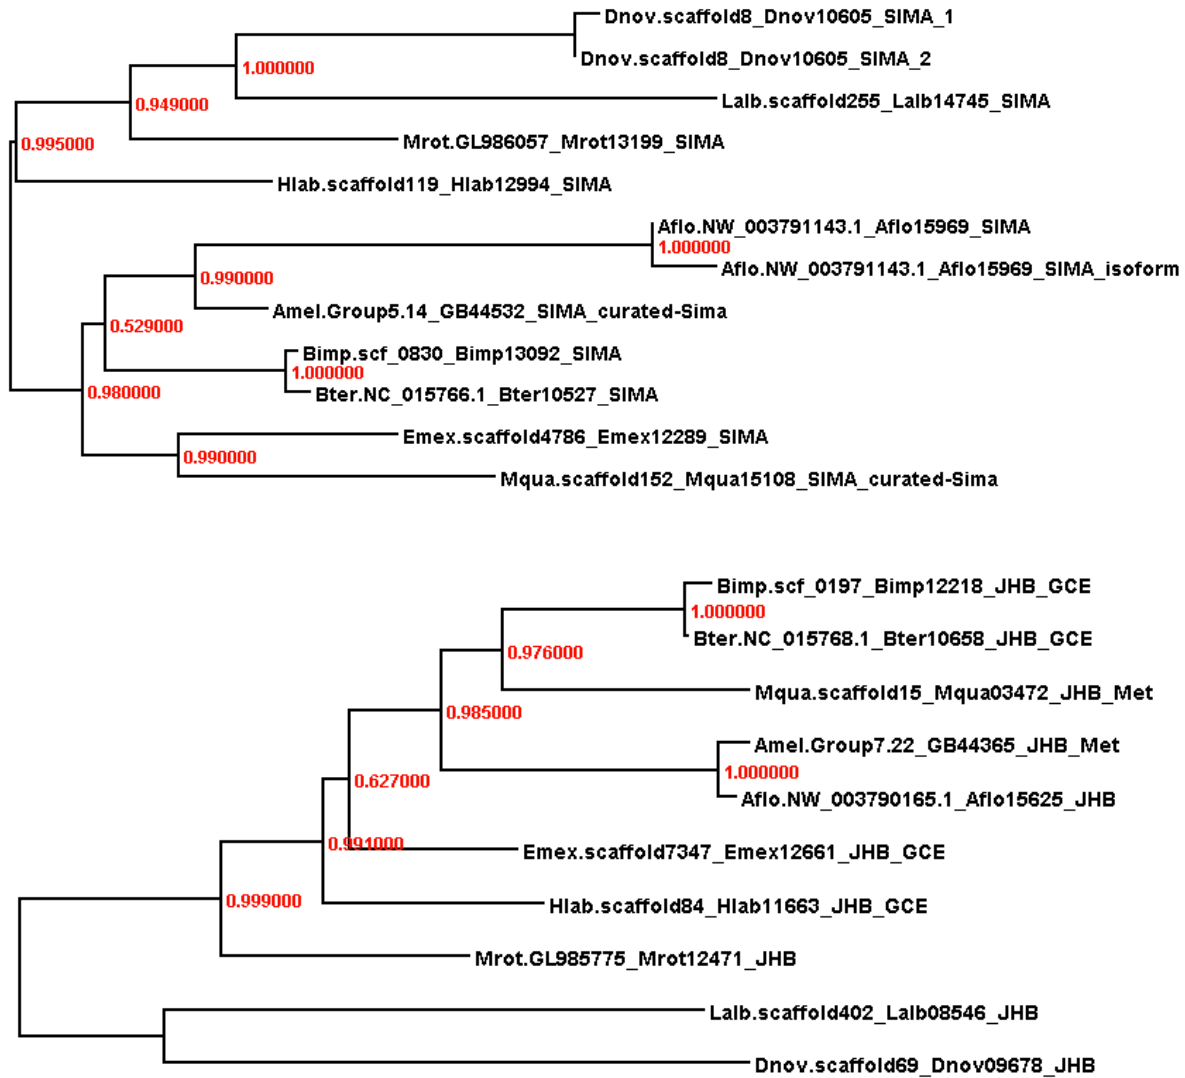 Dnov.scaffold8_Dnov10605_SIMA_1
Dnov.scaffold8_Dnov10605_SIMA_2
1.000000
Lalb.scaffold255_Lalb14745_SIMA
0.949000
Mrot.GL986057_Mrot13199_SIMA
0.995000
Hlab.scaffold119_Hlab12994_SIMA
Aflo.NW_003791143.1_Aflo15969_SIMA
1.000000
Aflo.NW_003791143.1_Aflo15969_SIMA_isoform
0.990000
Amel.Group5.14_GB44532_SIMA_curated-Sima
0.529000
Bimp.scf_0830_Bimp13092_SIMA
1.000000
0.980000
Bter.NC_015766.1_Bter10527_SIMA
Emex.scaffold4786_Emex12289_SIMA
0.990000
Mqua.scaffold152_Mqua15108_SIMA_curated-Sima
Bimp.scf_0197_Bimp12218_JHB_GCE
1.000000
Bter.NC_015768.1_Bter10658_JHB_GCE
0.976000
Mqua.scaffold15_Mqua03472_JHB_Met
0.985000
Amel.Group7.22_GB44365_JHB_Met
1.000000
0.627000
Aflo.NW_003790165.1_Aflo15625_JHB
0.991000
Emex.scaffold7347_Emex12661_JHB_GCE
0.999000
Hlab.scaffold84_Hlab11663_JHB_GCE
Mrot.GL985775_Mrot12471_JHB
Lalb.scaffold402_Lalb08546_JHB
Dnov.scaffold69_Dnov09678_JHB